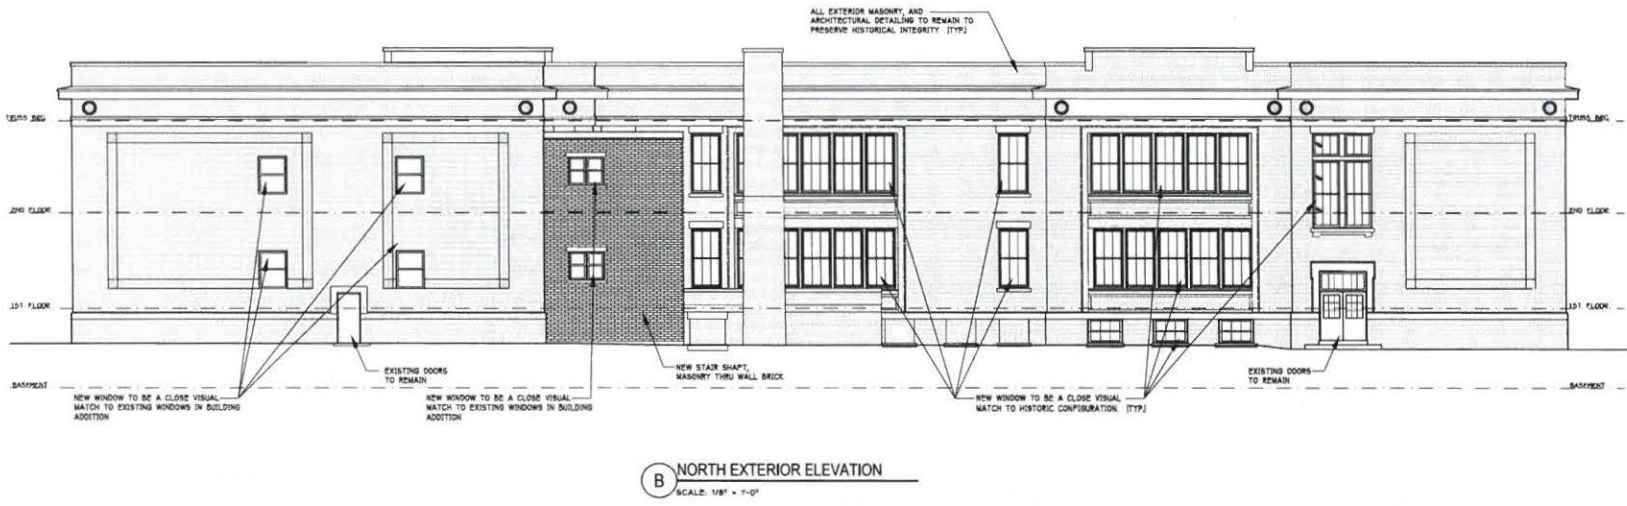 ALL EXTERIOR MASONRY, AND
ARCHITECTURAL DETAILING TO REMAIN TO
PRESERVE HISTORICAL INTEGRITY [TYP.]
TRUSS BRG
TRUSS BRG
2ND FLOOR
2ND FLOOR
1ST FLOOR
1ST FLOOR
EXISTING DOORS
TO REMAIN
NEW STAIR SHAFT,
MASONRY THRU WALL BRICK
EXISTING DOORS
TO REMAIN
BASEMENT
BASEMENT
NEW WINDOW TO BE A CLOSE VISUAL
MATCH TO EXISTING WINDOWS IN BUILDING
ADDITION
NEW WINDOW TO BE A CLOSE VISUAL
MATCH TO EXISTING WINDOWS IN BUILDING
ADDITION
NEW WINDOW TO BE A CLOSE VISUAL
MATCH TO HISTORIC CONFIGURATION. [TYP.]
B
NORTH EXTERIOR ELEVATION
SCALE: 1/8" = 1'-0"